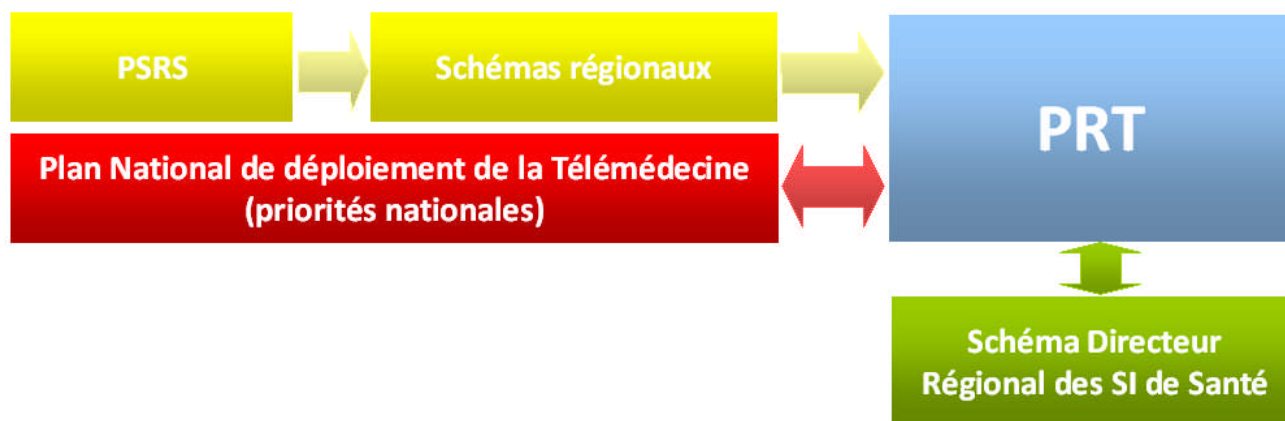 PSRS
Schémas régionaux
PRT
Plan National de déploiement de la Télémédecine
(priorités nationales)
Schéma Directeur
Régional des SI de Santé